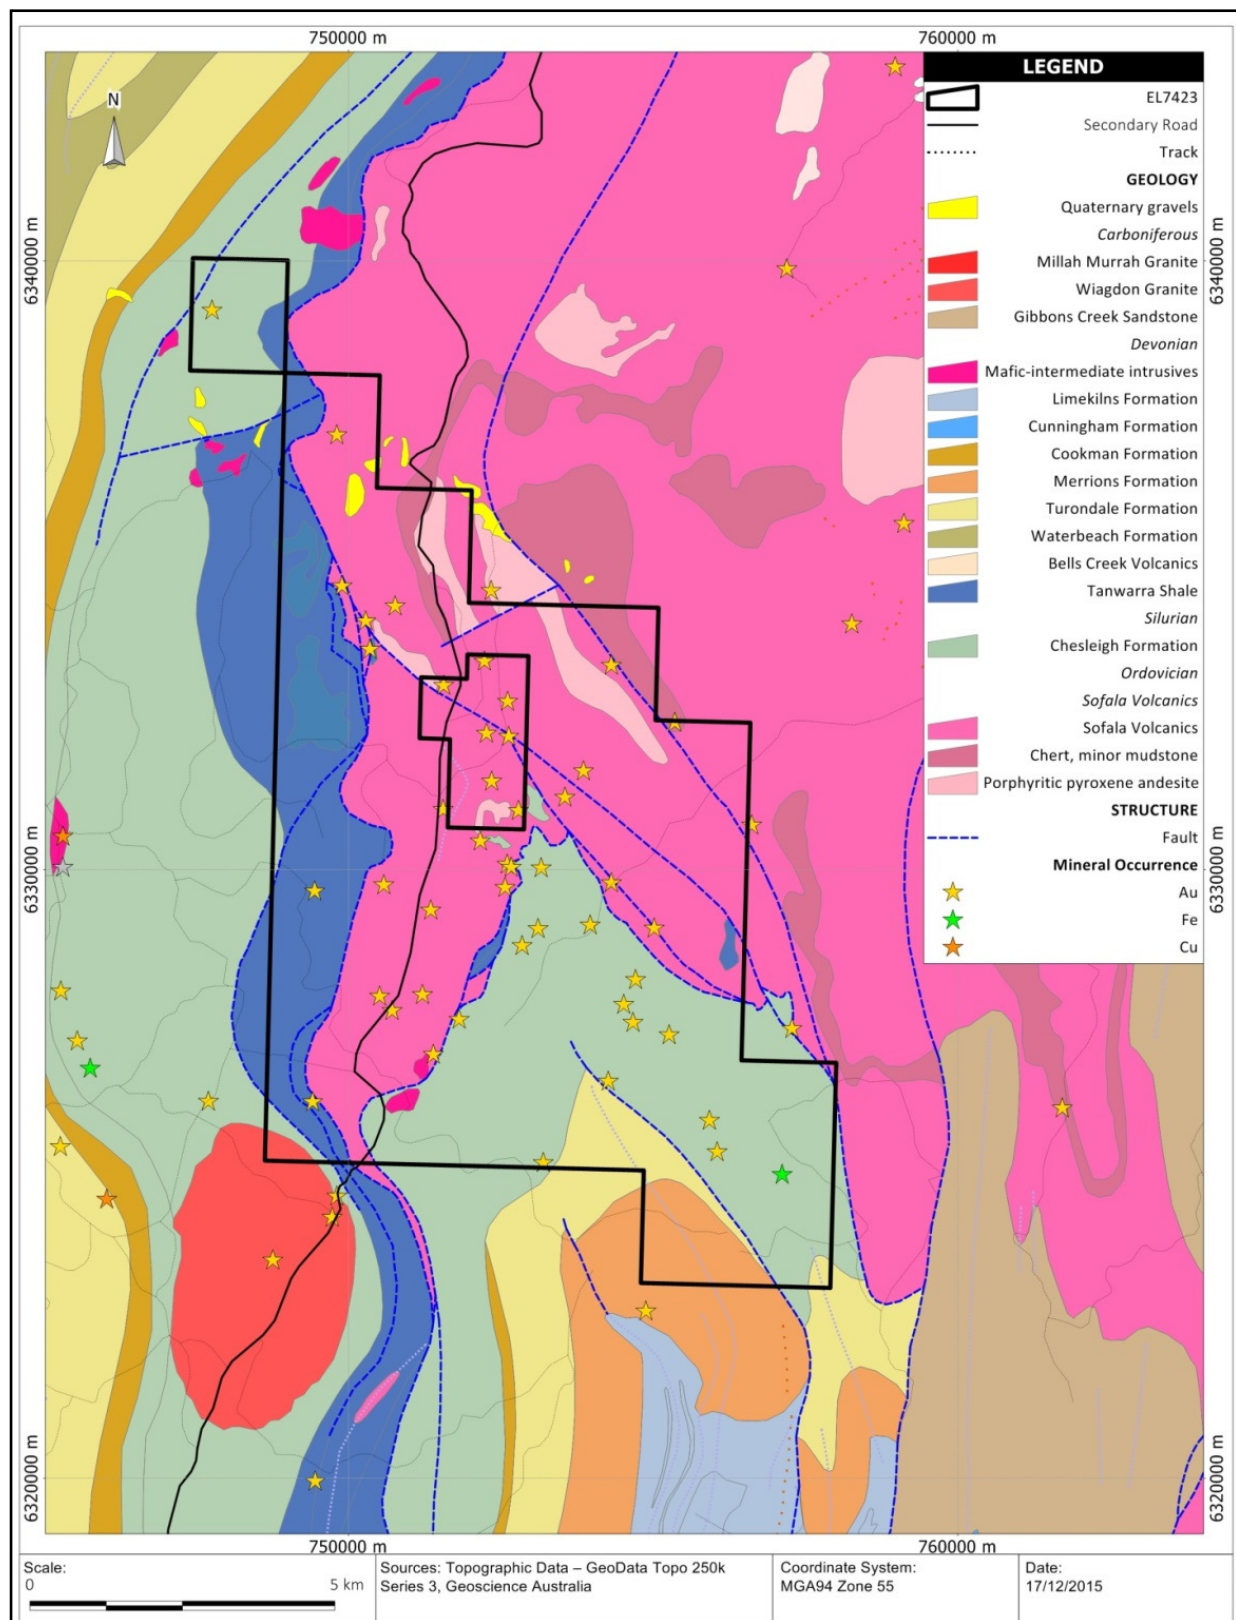 750000 m
760000 m
N
6340000 m
6340000 m
6330000 m
6330000 m
6320000 m
6320000 m
LEGEND
EL7423
Secondary Road
Track
GEOLOGY
Quaternary gravels
Carboniferous
Millah Murrah Granite
Wiagdon Granite
Gibbons Creek Sandstone
Devonian
Mafic-intermediate intrusives
Limekilns Formation
Cunningham Formation
Cookman Formation
Merrions Formation
Turondale Formation
Waterbeach Formation
Bells Creek Volcanics
Tanwarra Shale
Silurian
Chesleigh Formation
Ordovician
Sofala Volcanics
Sofala Volcanics
Chert, minor mudstone
Porphyritic pyroxene andesite
STRUCTURE
Fault
Mineral Occurrence
Au
Fe
Cu
750000 m
760000 m
Scale:
0
5 km
Sources: Topographic Data – GeoData Topo 250k
Series 3, Geoscience Australia
Coordinate System:
MGA94 Zone 55
Date:
17/12/2015